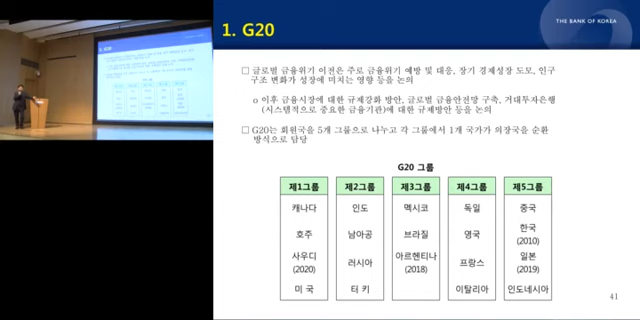 THE BANK OF KOREA
1. G20
□ 글로벌 금융위기 이전은 주로 금융위기 예방 및 대응, 장기 경제성장 도모, 인구
구조 변화가 성장에 미치는 영향 등을 논의
o 이후 금융시장에 대한 규제강화 방안, 글로벌 금융안전망 구축, 거대투자은행
(시스템적으로 중요한 금융기관)에 대한 규제방안 등을 논의
□ G20는 회원국을 5개 그룹으로 나누고 각 그룹에서 1개 국가가 의장국을 순환
방식으로 담당
G20 그룹
제1그룹 제2그룹 제3그룹 제4그룹 제5그룹
캐나다 인도 멕시코 독일 중국
호주 남아공 브라질 영국 한국
(2010)
사우디 러시아 아르헨티나 프랑스 일본
(2020) (2018) (2019)
미 국 터 키 이탈리아 인도네시아
41
1. G20